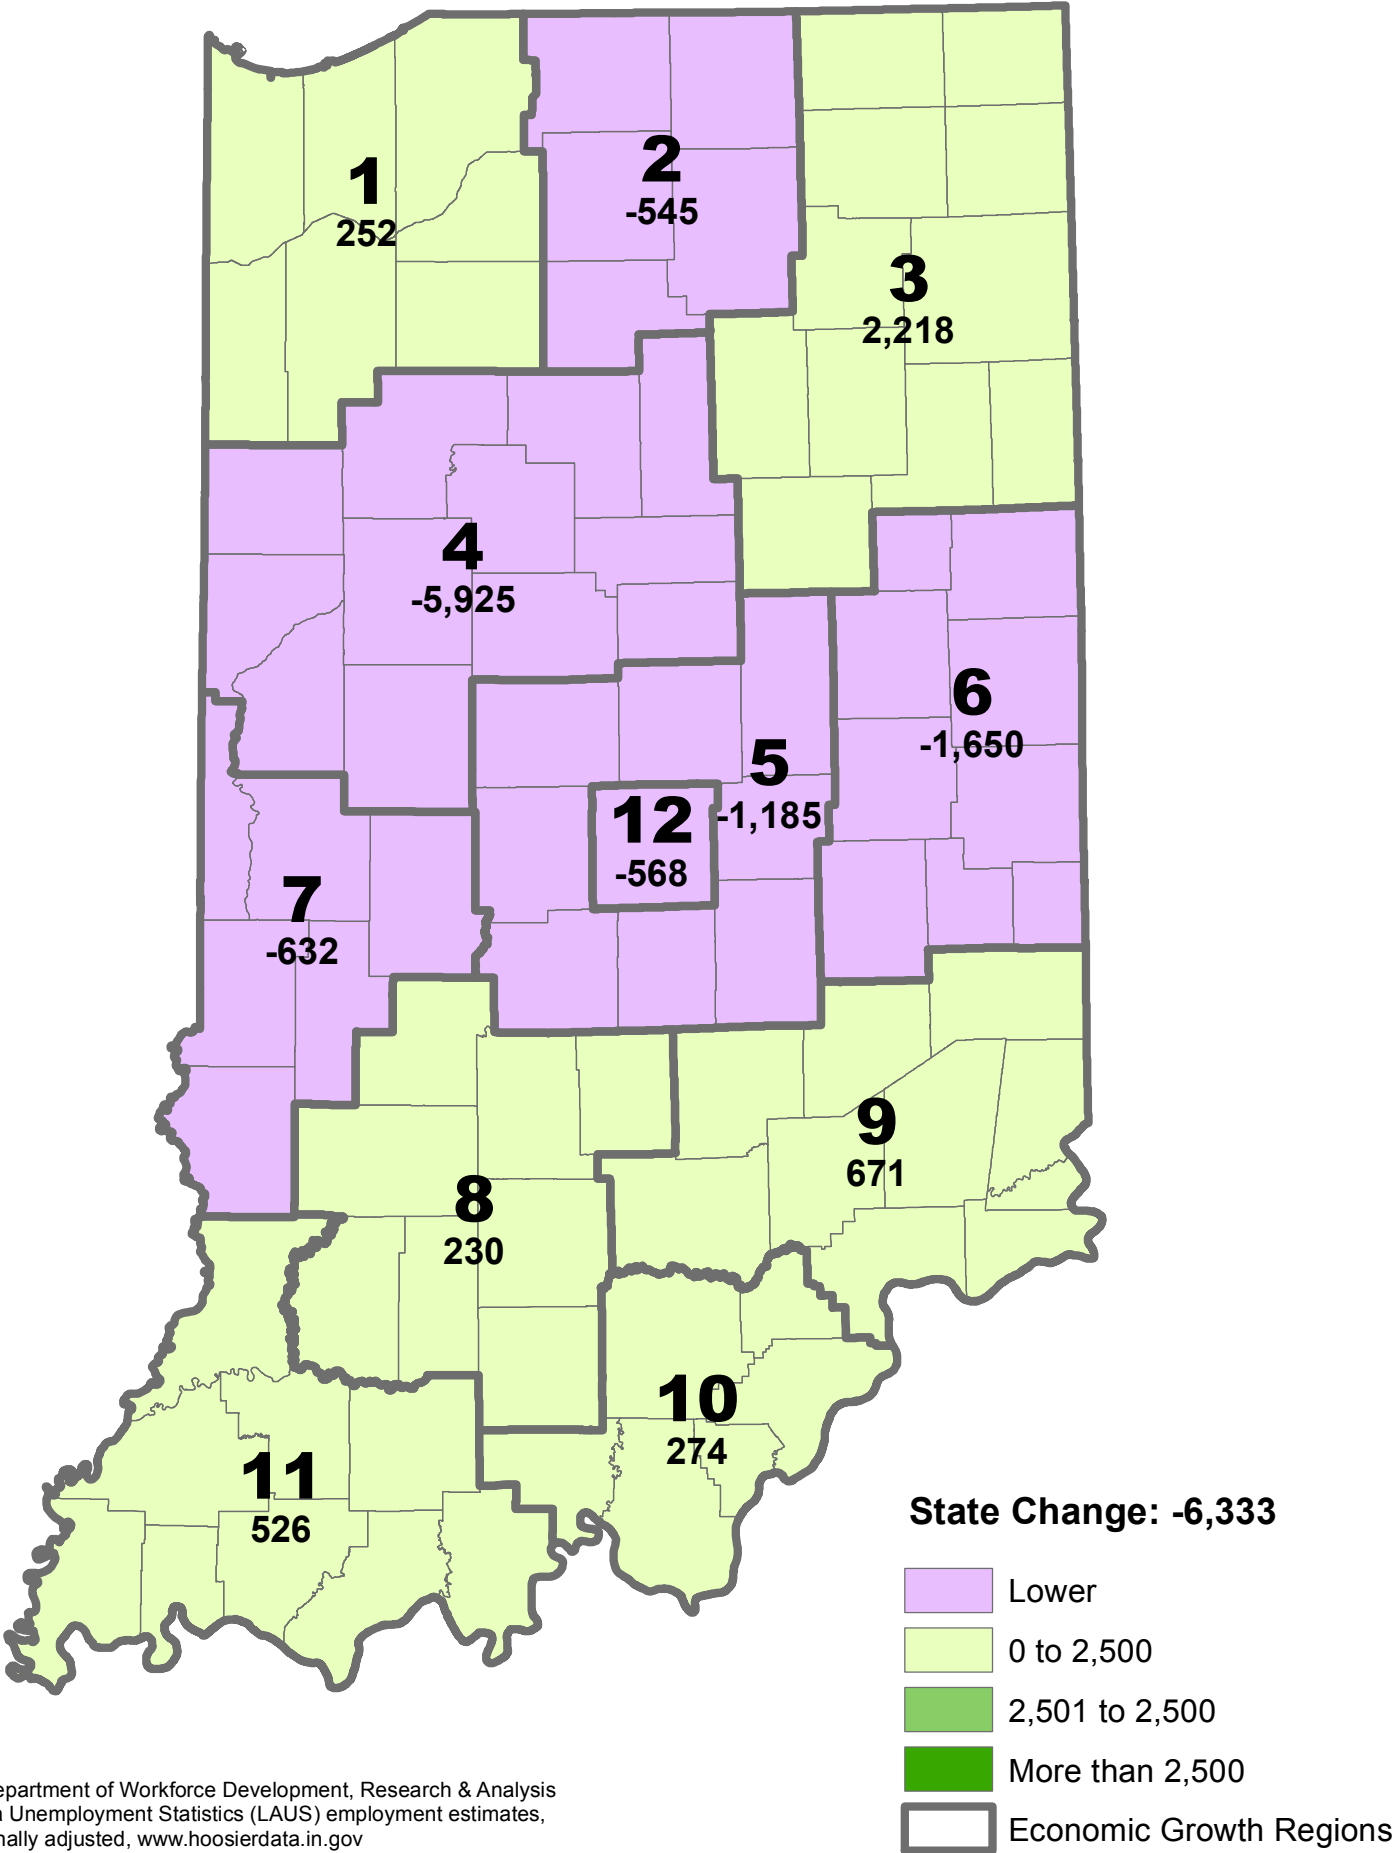 1
252
2
-545
3
2,218
4
-5,925
5
-1,185
6
-1,650
12
-568
7
-632
8
230
9
671
10
274
11
526
State Change: -6,333
Lower
0 to 2,500
2,501 to 2,500
More than 2,500
Economic Growth Regions
of Workforce Development, Research & Analysis
Unemployment Statistics (LAUS) employment estimates,
adjusted, www.hoosierdata.in.gov